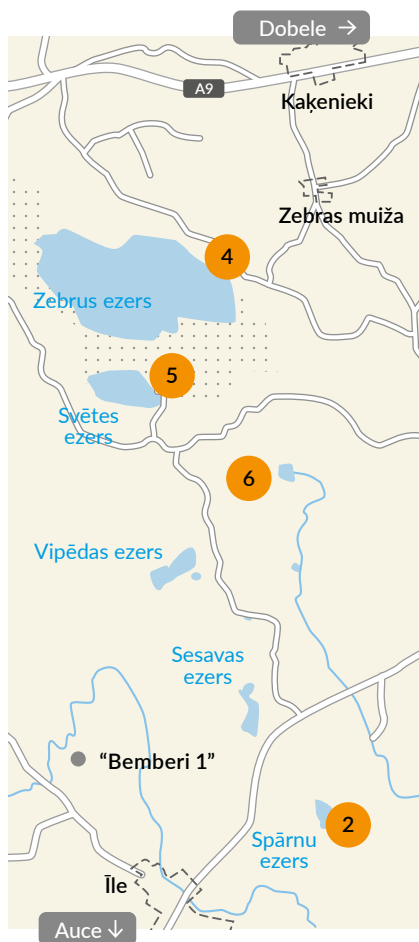 Dobele →
A9
Kaķenieki
Zebras muiža
4
Zebrus ezers
5
Svētes
ezers
6
Vipēdas ezers
Sesavas
ezers
"Bemberi 1"
2
Spārnu
ezers
Īle
Auce ↓